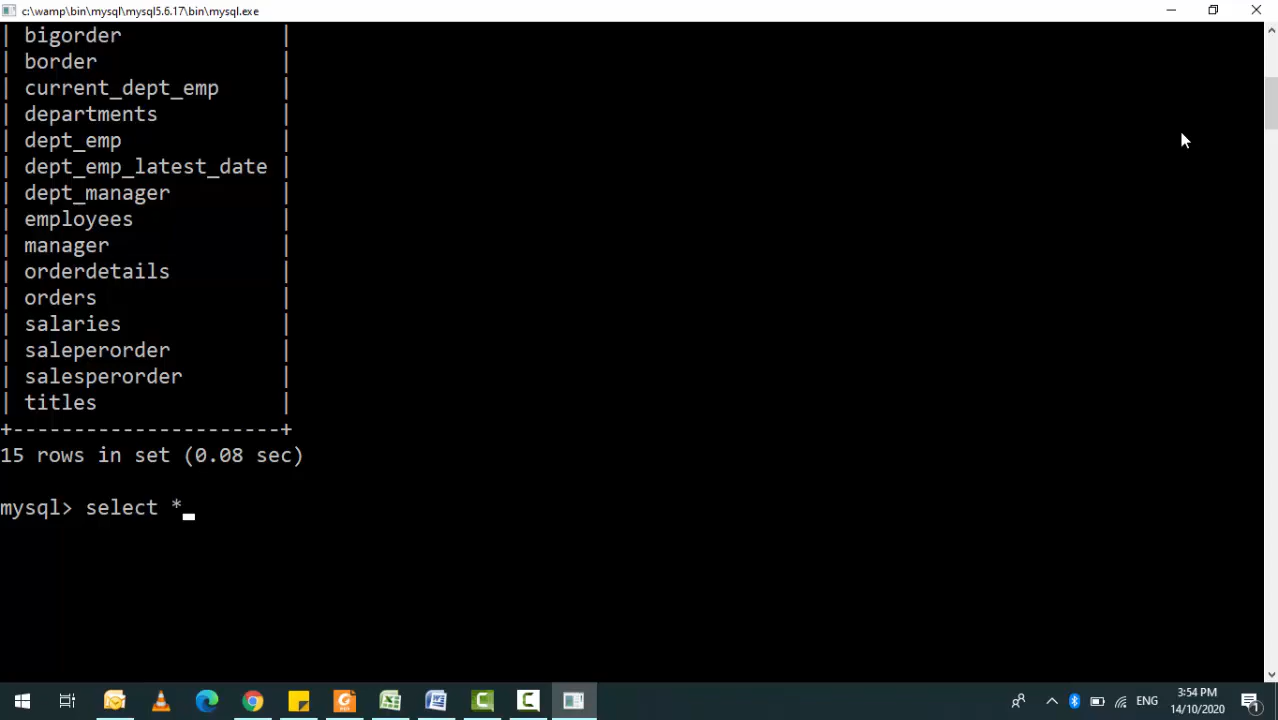 c:\wamp\bin\mysql\mysql5.6.17\bin\mysql.exe
| bigorder |
| border |
| current_dept_emp |
| departments |
| dept_emp |
| dept_emp_latest_date |
| dept_manager |
| employees |
| manager |
| orderdetails |
| orders |
| salaries |
| saleperorder |
| salesperorder |
| titles |
+----------------------+
15 rows in set (0.08 sec)
mysql> select *_
ENG
3:54 PM
14/10/2020
1